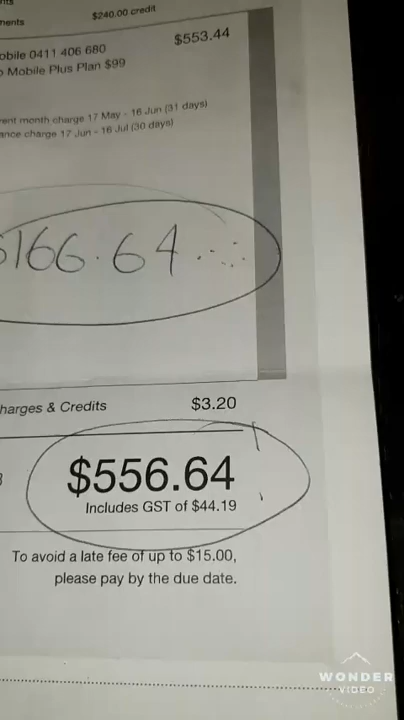 $240.00 credit
$553.44
obile 0411 406 680
Mobile Plus Plan $99
month charge 17 May - 16 Jun (31 days)
ance charge 17 Jun - 16 Jul (30 days)
$166.64
harges & Credits
$3.20
$556.64
Includes GST of $44.19
To avoid a late fee of up to $15.00,
please pay by the due date.
WONDER
VIDEO